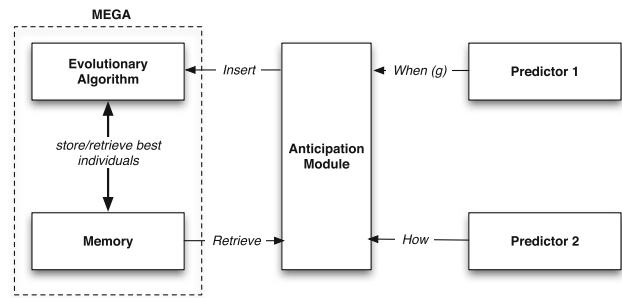 MEGA
Evolutionary
Algorithm
Insert
Anticipation
Module
When (g)
Predictor 1
store/retrieve best
individuals
Memory
Retrieve
How
Predictor 2